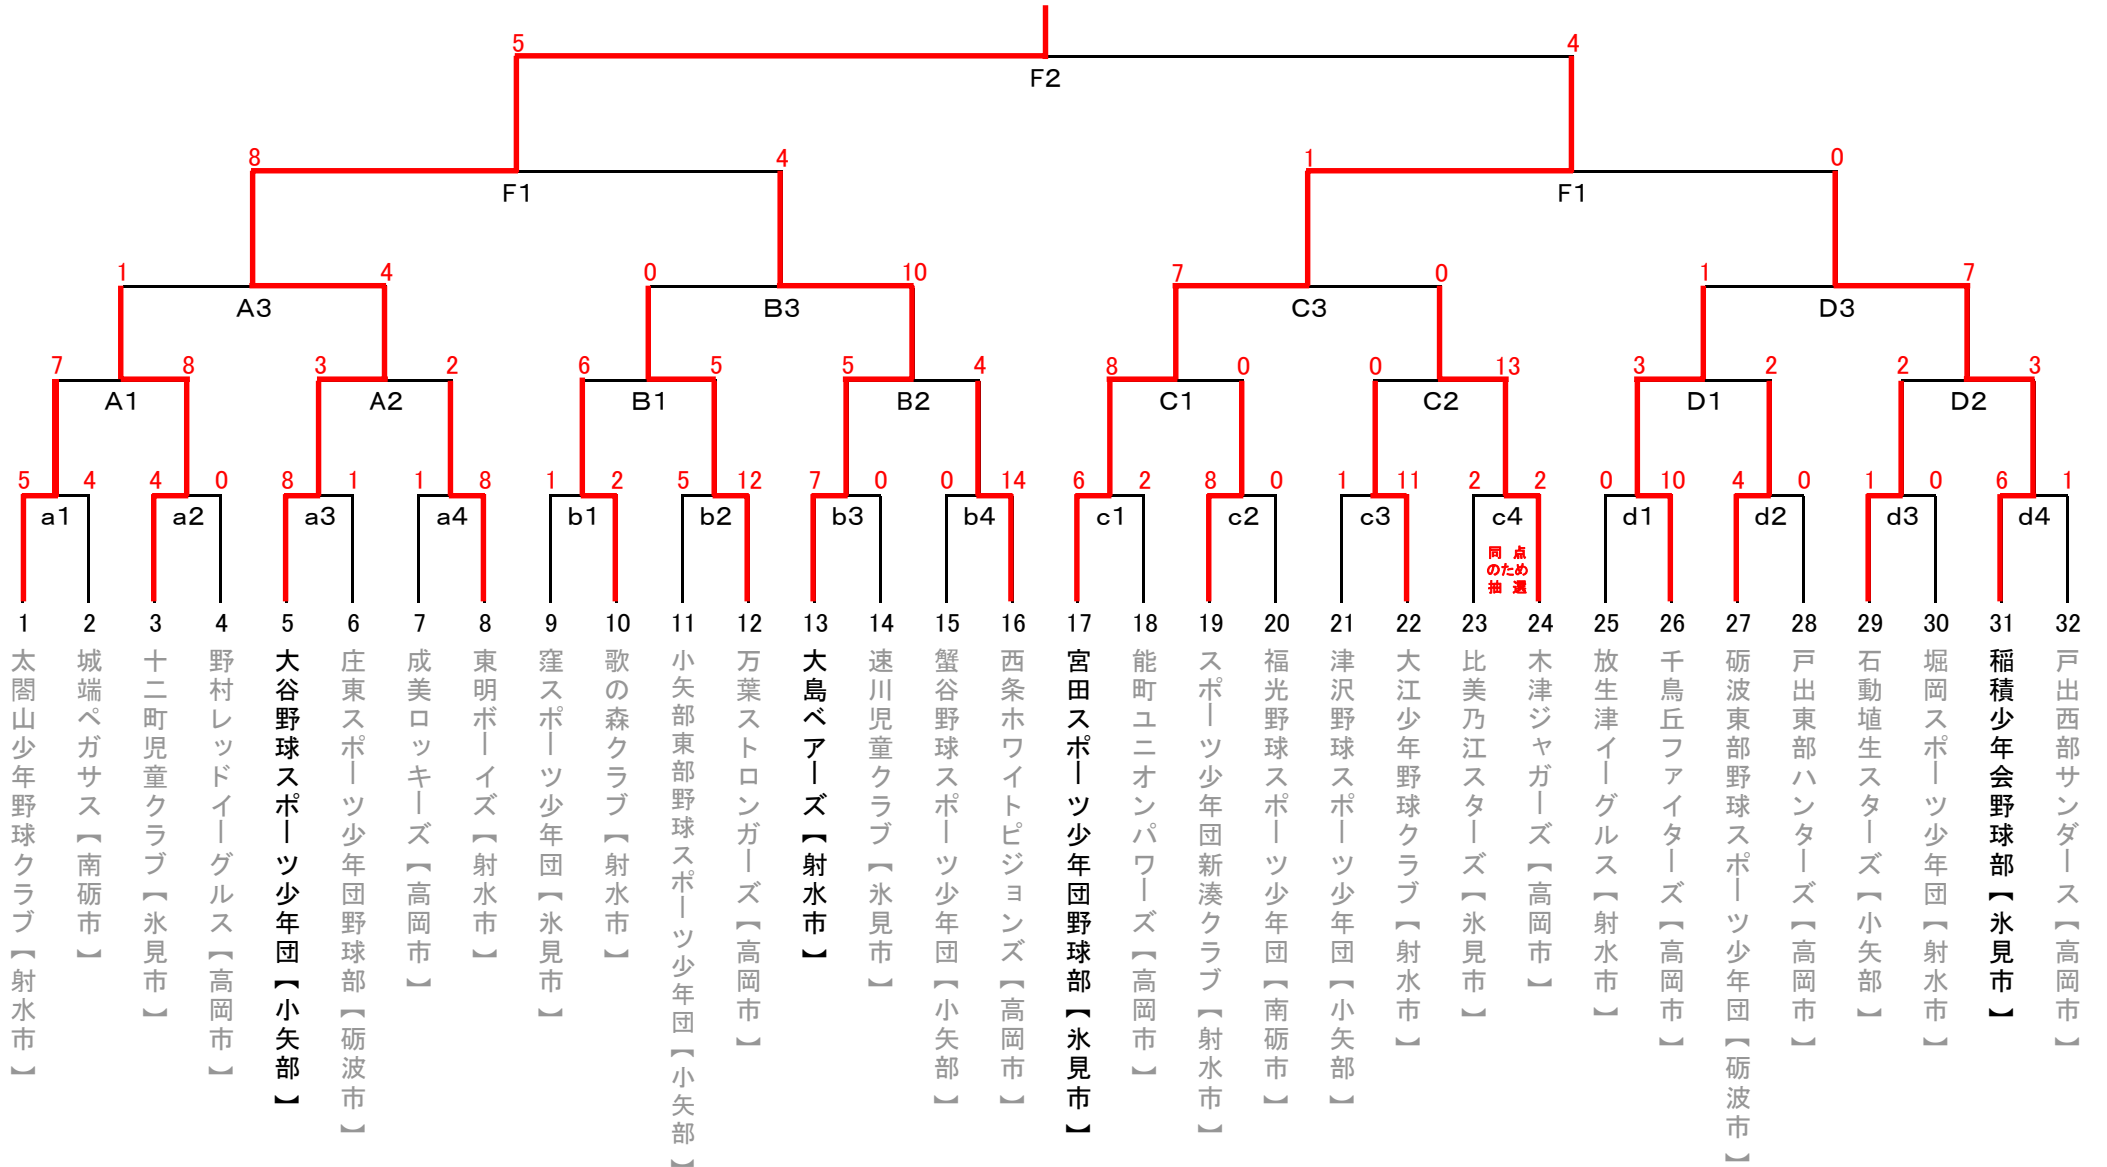 5 4
F2
8 4 1 0
F1 F1
1 4 0 10 7 0 1 7
A3 B3 C3 D3
7 8 3 2 6 5 5 4 8 0 0 13 3 2 2 3
A1 A2 B1 B2 C1 C2 D1 D2
5 4 4 0 8 1 1 8 1 2 5 12 7 0 0 14 6 2 8 0 1 11 2 2 0 10 4 0 1 0 6 1
a1 a2 a3 a4 b1 b2 b3 b4 c1 c2 c3 c4 d1 d2 d3 d4
同点
のため
抽選
1 2 3 4 5 6 7 8 9 10 11 12 13 14 15 16 17 18 19 20 21 22 23 24 25 26 27 28 29 30 31 32
太閤山少年野球クラブ【射水市】
城端ペガサス【南砺市】
十二町児童クラブ【氷見市】
野村レッドイーグルス【高岡市】
大谷野球スポーツ少年団【小矢部】
庄東スポーツ少年団野球部【砺波市】
成美ロッキーズ【高岡市】
東明ボーイズ【射水市】
窪スポーツ少年団【氷見市】
歌の森クラブ【射水市】
小矢部東部野球スポーツ少年団【小矢部】
万葉ストロンガーズ【高岡市】
大島ベアーズ【射水市】
速川児童クラブ【氷見市】
蟹谷野球スポーツ少年団【小矢部】
西条ホワイトピジョンズ【高岡市】
宮田スポーツ少年団野球部【氷見市】
能町ユニオンパワーズ【高岡市】
スポーツ少年団新湊クラブ【射水市】
福光野球スポーツ少年団【南砺市】
津沢野球スポーツ少年団【小矢部】
大江少年野球クラブ【射水市】
比美乃江スターズ【氷見市】
木津ジャガーズ【高岡市】
放生津イーグルス【射水市】
千鳥丘ファイターズ【高岡市】
砺波東部野球スポーツ少年団【砺波市】
戸出東部ハンターズ【高岡市】
石動埴生スターズ【小矢部】
堀岡スポーツ少年団【射水市】
稲積少年会野球部【氷見市】
戸出西部サンダース【高岡市】